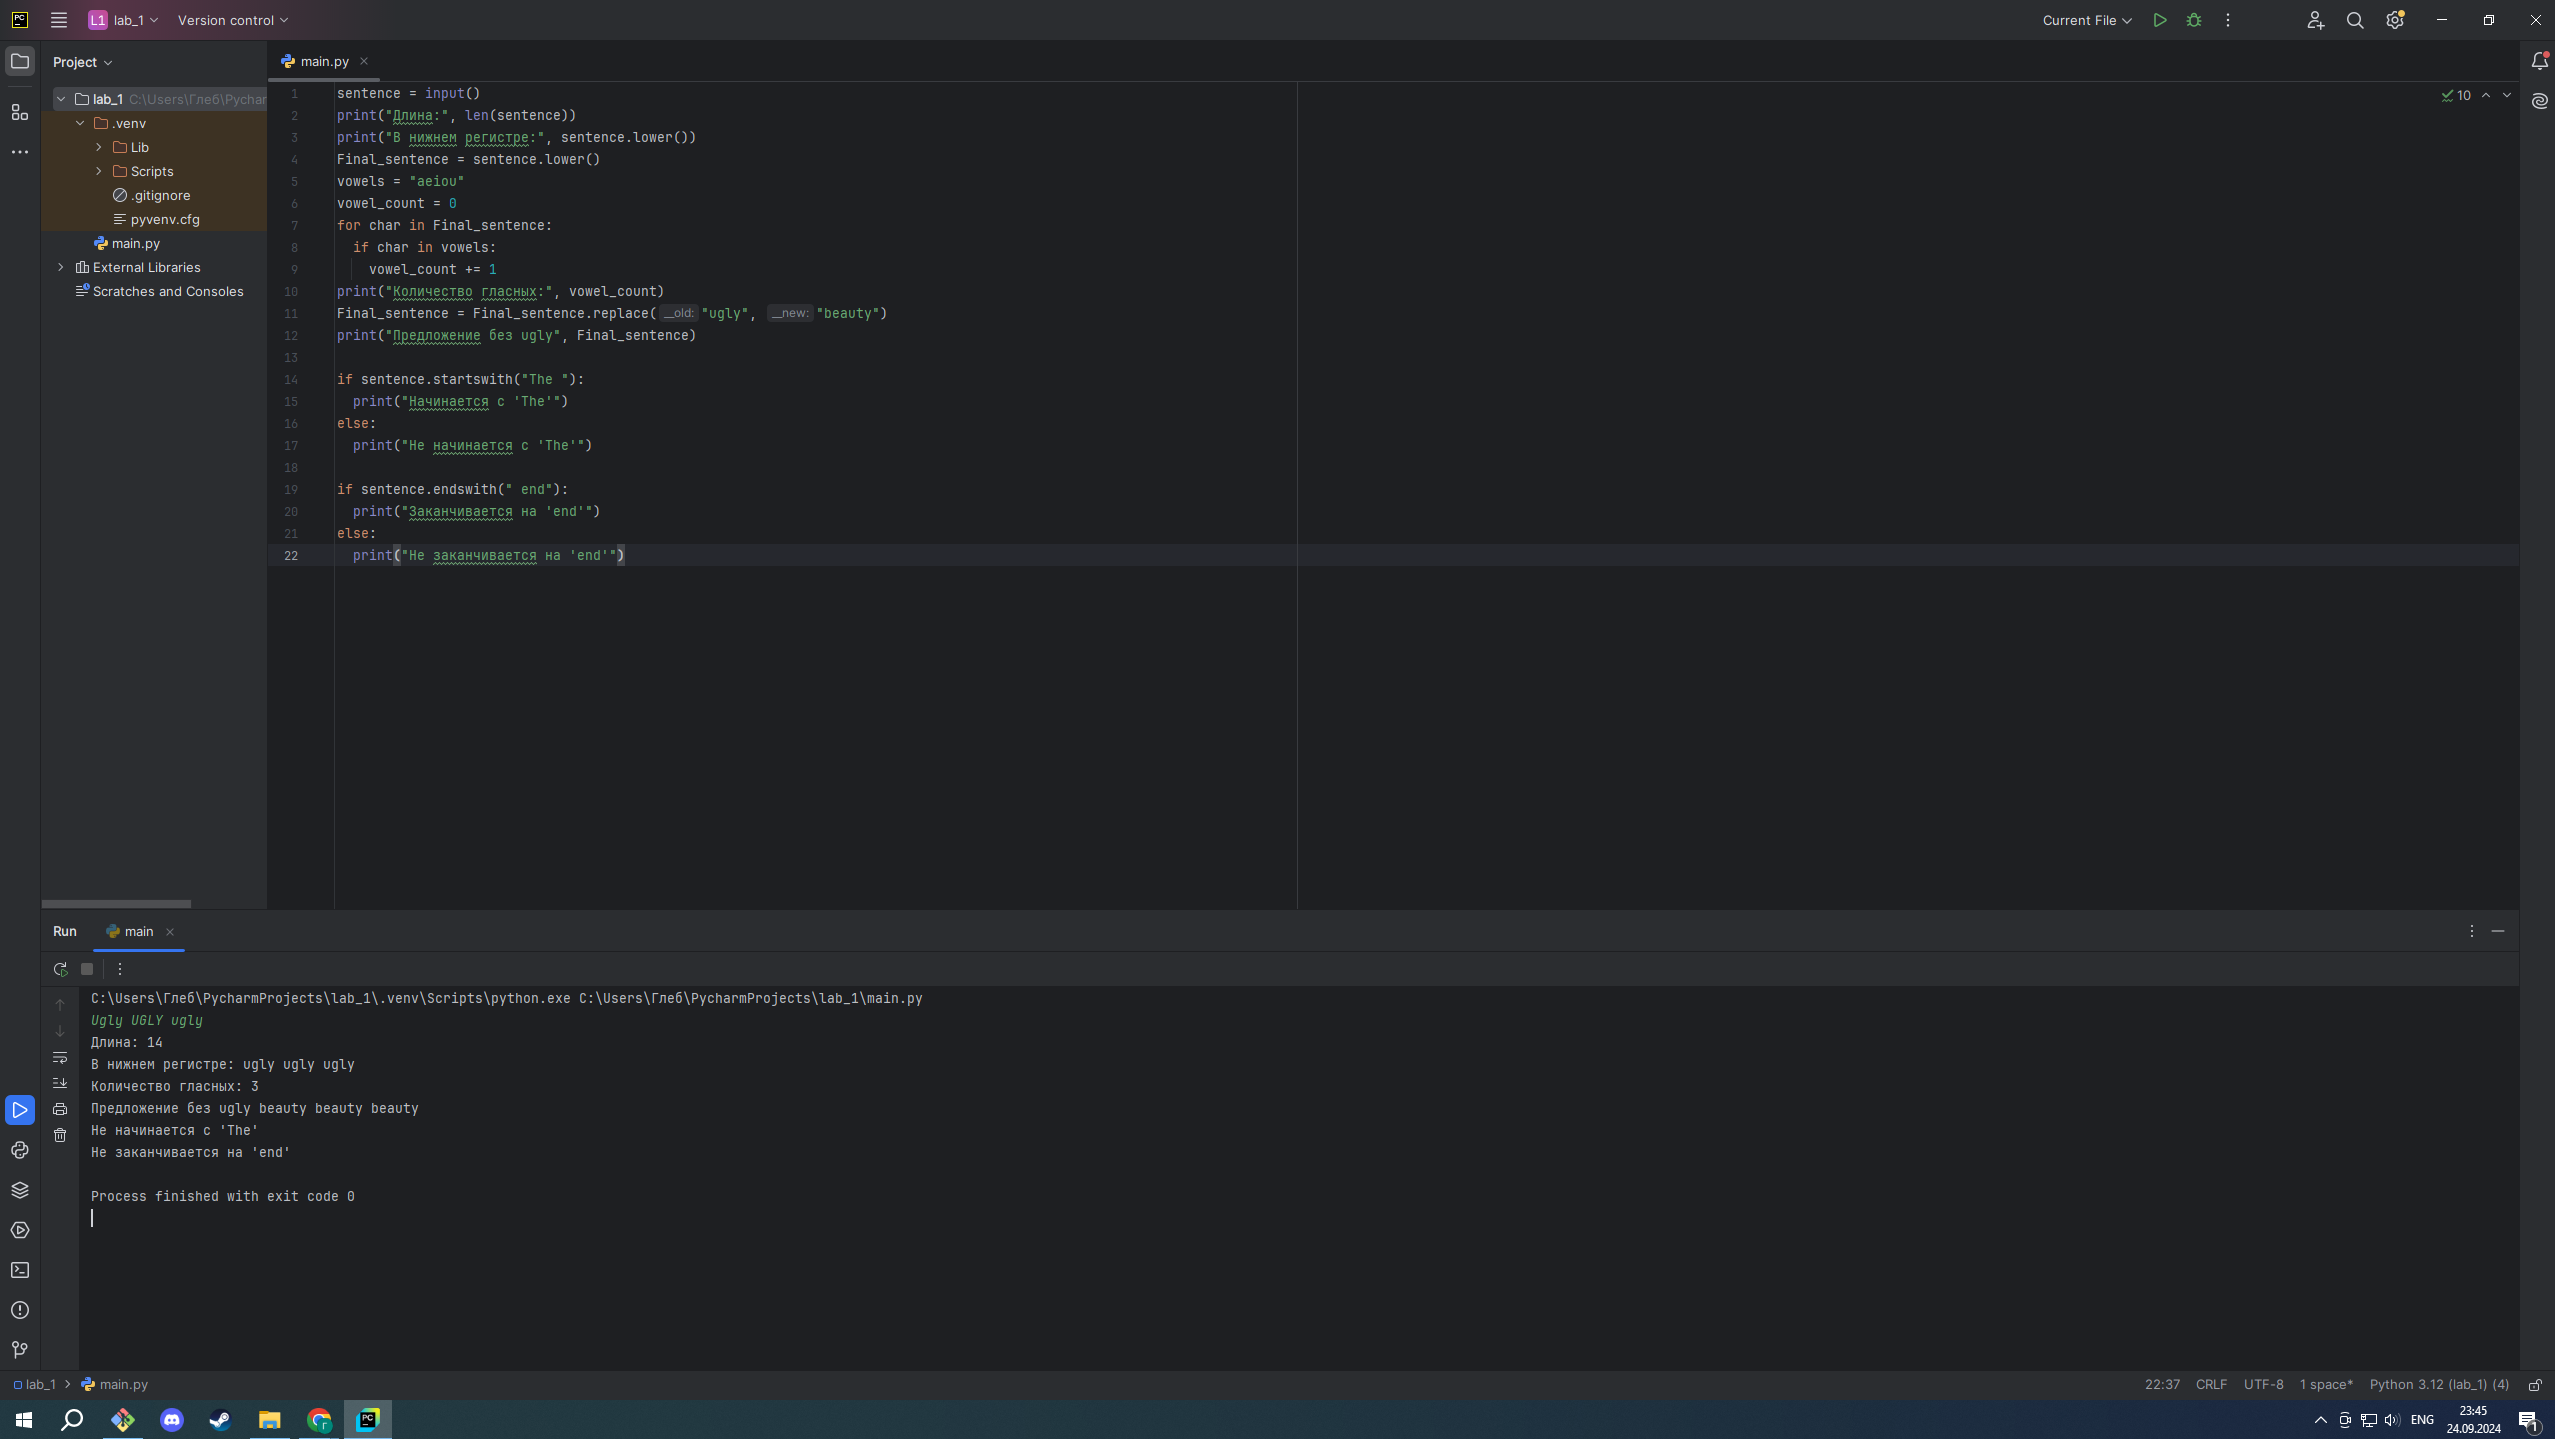 PC L1 lab_1 Version control Current File
Project
main.py
lab_1 C:\Users\Глеб\Pychar
.venv
Lib
Scripts
.gitignore
pyvenv.cfg
main.py
External Libraries
Scratches and Consoles
10
1 sentence = input()
2 print("Длина:", len(sentence))
3 print("В нижнем регистре:", sentence.lower())
4 Final_sentence = sentence.lower()
5 vowels = "aeiou"
6 vowel_count = 0
7 for char in Final_sentence:
8   if char in vowels:
9     vowel_count += 1
10 print("Количество гласных:", vowel_count)
11 Final_sentence = Final_sentence.replace( __old: "ugly", __new: "beauty")
12 print("Предложение без ugly", Final_sentence)
13
14 if sentence.startswith("The "):
15   print("Начинается с 'The'")
16 else:
17   print("Не начинается с 'The'")
18
19 if sentence.endswith(" end"):
20   print("Заканчивается на 'end'")
21 else:
22   print("Не заканчивается на 'end'")
Run main
C:\Users\Глеб\PycharmProjects\lab_1\.venv\Scripts\python.exe C:\Users\Глеб\PycharmProjects\lab_1\main.py
Ugly UGLY ugly
Длина: 14
В нижнем регистре: ugly ugly ugly
Количество гласных: 3
Предложение без ugly beauty beauty beauty
Не начинается с 'The'
Не заканчивается на 'end'
Process finished with exit code 0
lab_1 main.py 22:37 CRLF UTF-8 1 space* Python 3.12 (lab_1) (4)
r PC ENG 23:45
24.09.2024 1